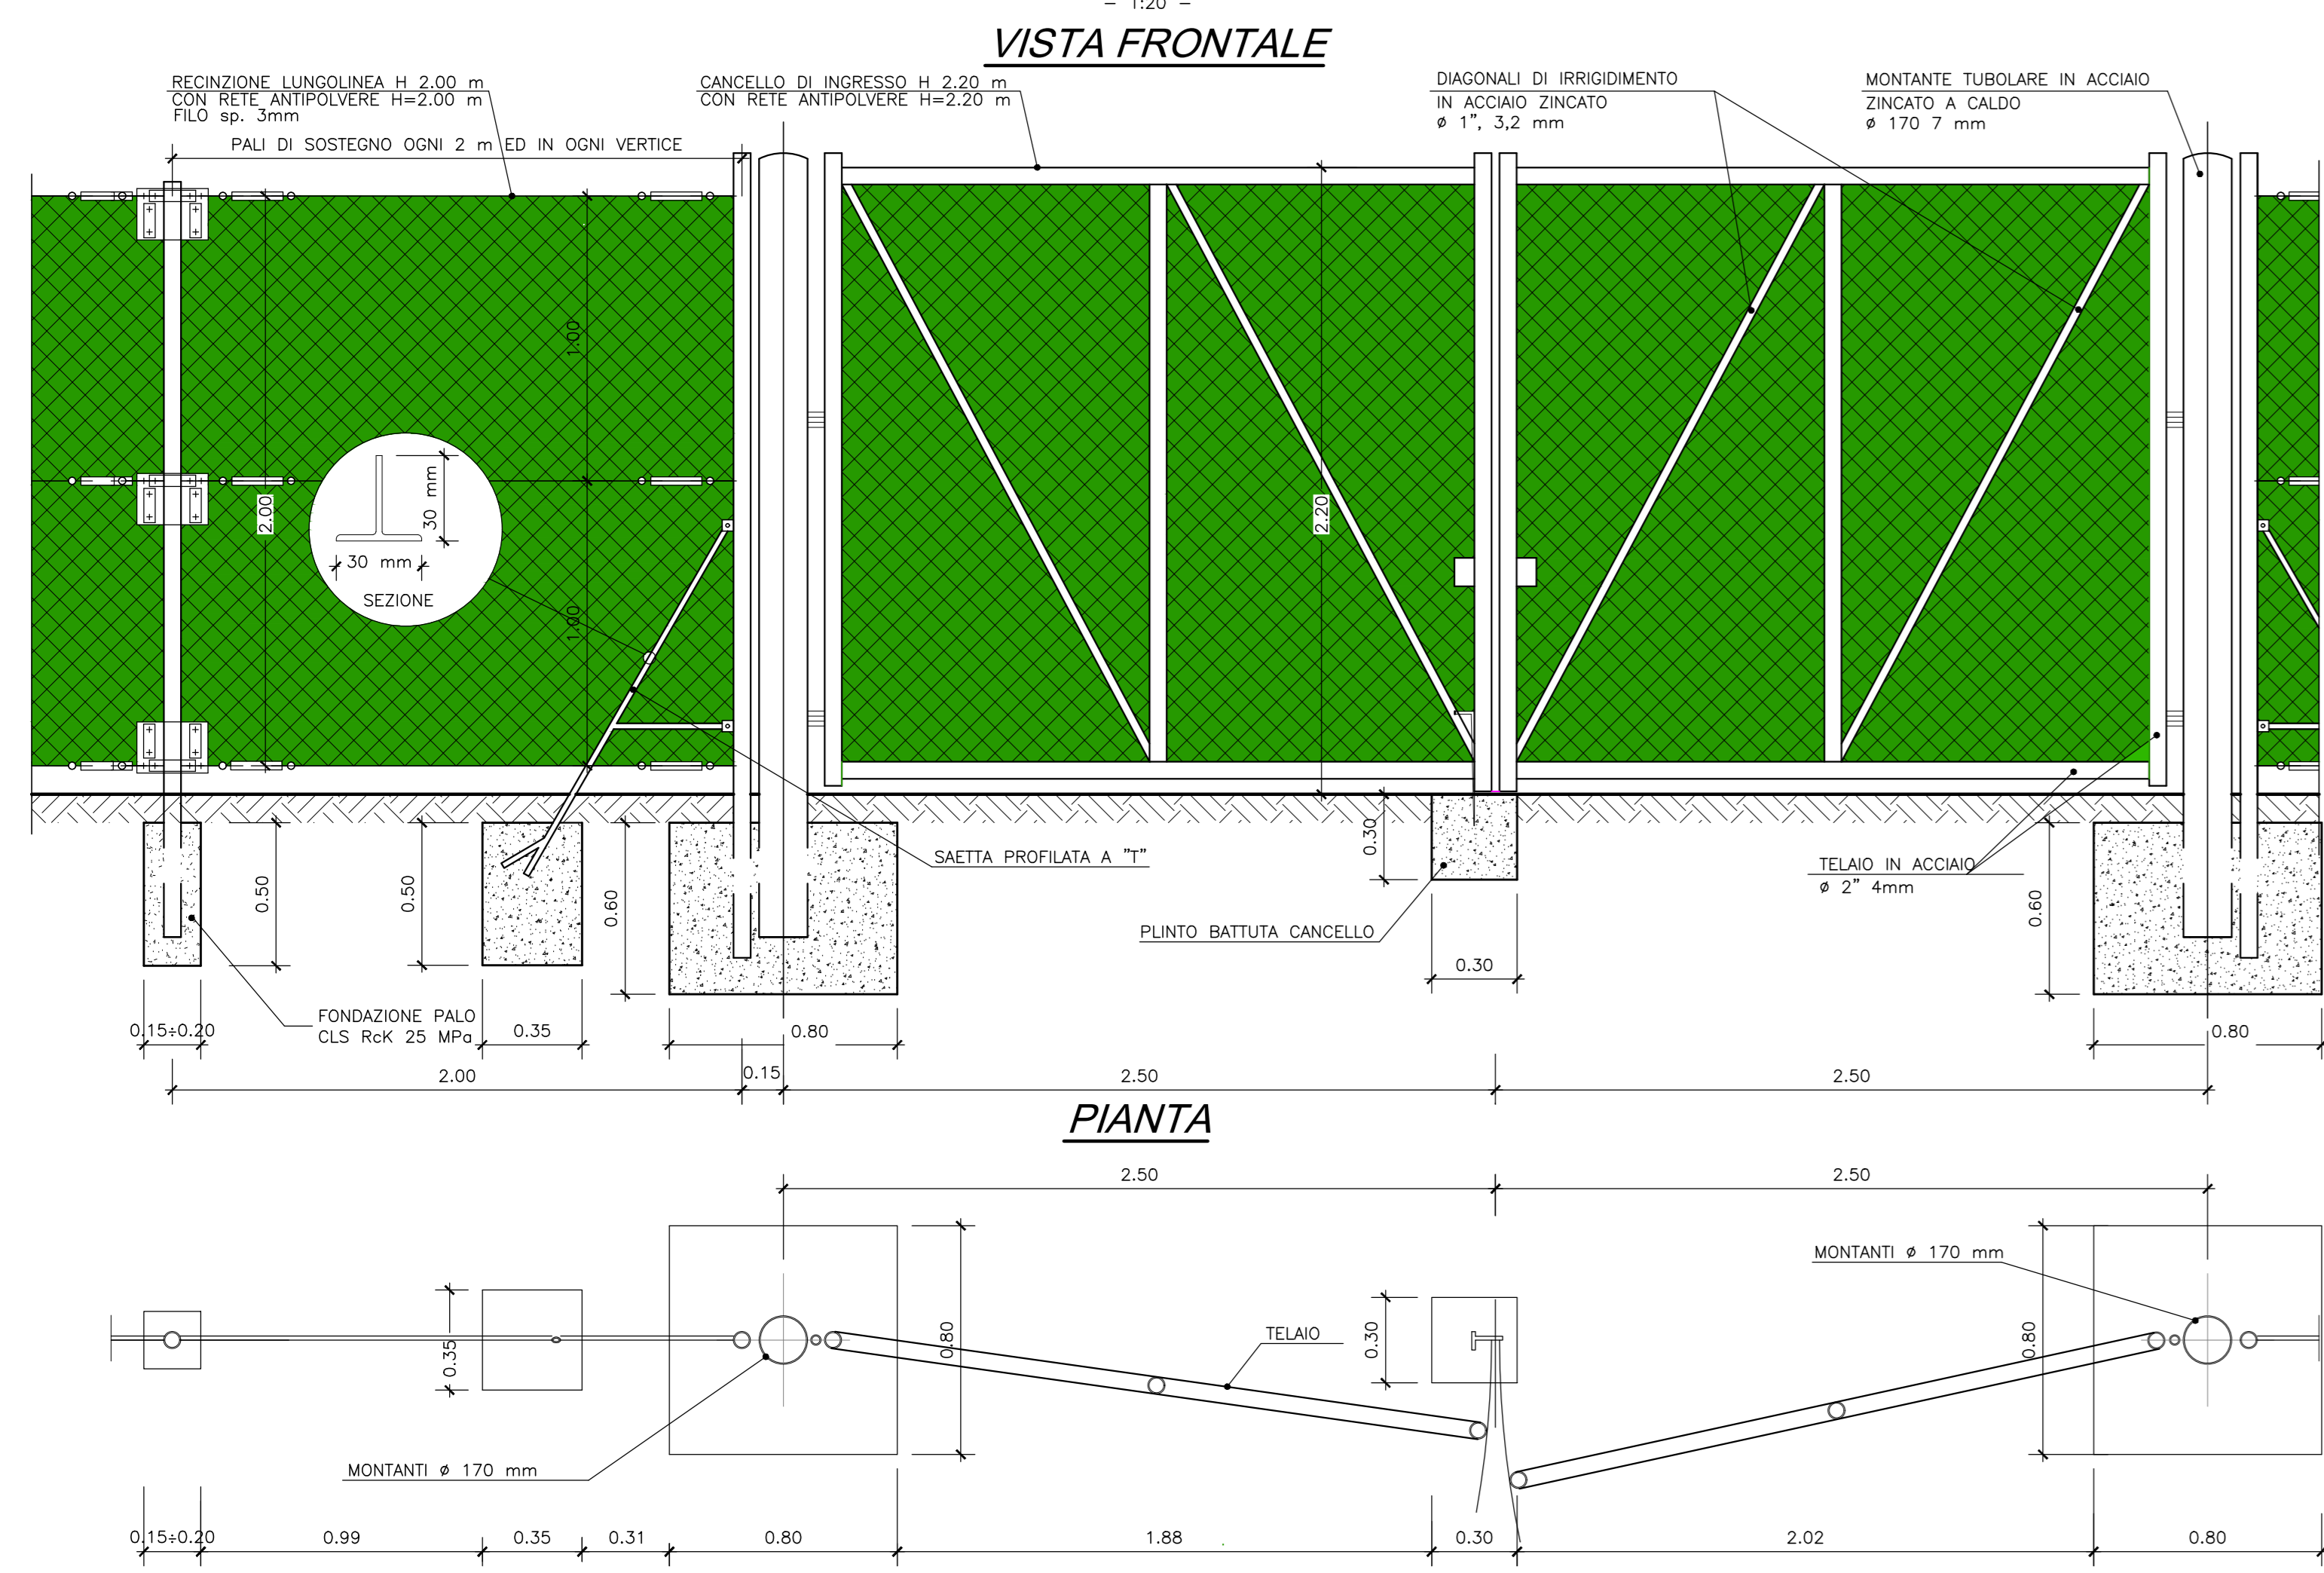 – 1:20 –
VISTA FRONTALE
RECINZIONE LUNGOLINEA H 2.00 m
CON RETE ANTIPOLVERE H=2.00 m
FILO sp. 3mm
PALI DI SOSTEGNO OGNI 2 m ED IN OGNI VERTICE
CANCELLO DI INGRESSO H 2.20 m
CON RETE ANTIPOLVERE H=2.20 m
DIAGONALI DI IRRIGIDIMENTO
IN ACCIAIO ZINCATO
ø 1", 3,2 mm
MONTANTE TUBOLARE IN ACCIAIO
ZINCATO A CALDO
ø 170 7 mm
1.00
2.00
30 mm
30 mm
SEZIONE
1.00
2.20
0.50
0.50
0.60
SAETTA PROFILATA A "T"
0.30
PLINTO BATTUTA CANCELLO
0.30
TELAIO IN ACCIAIO
ø 2" 4mm
0.60
FONDAZIONE PALO
CLS RcK 25 MPa
0.15÷0.20
0.35
0.80
0.80
2.00
0.15
2.50
2.50
PIANTA
2.50
2.50
MONTANTI ø 170 mm
0.35
0.80
TELAIO
0.30
0.80
MONTANTI ø 170 mm
0.15÷0.20
0.99
0.35
0.31
0.80
1.88
0.30
2.02
0.80